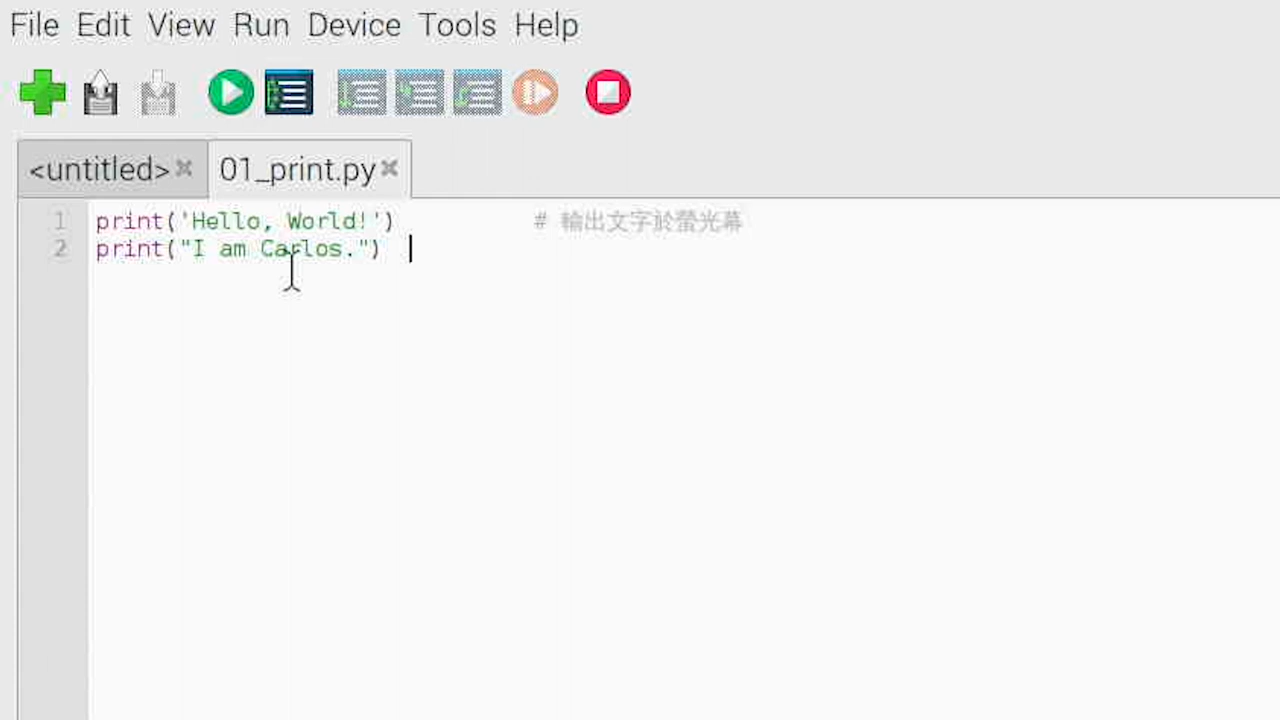 File Edit View Run Device Tools Help
<untitled> 01_print.py
1 print('Hello, World!') # 輸出文字於螢光幕
2 print("I am Carlos.")